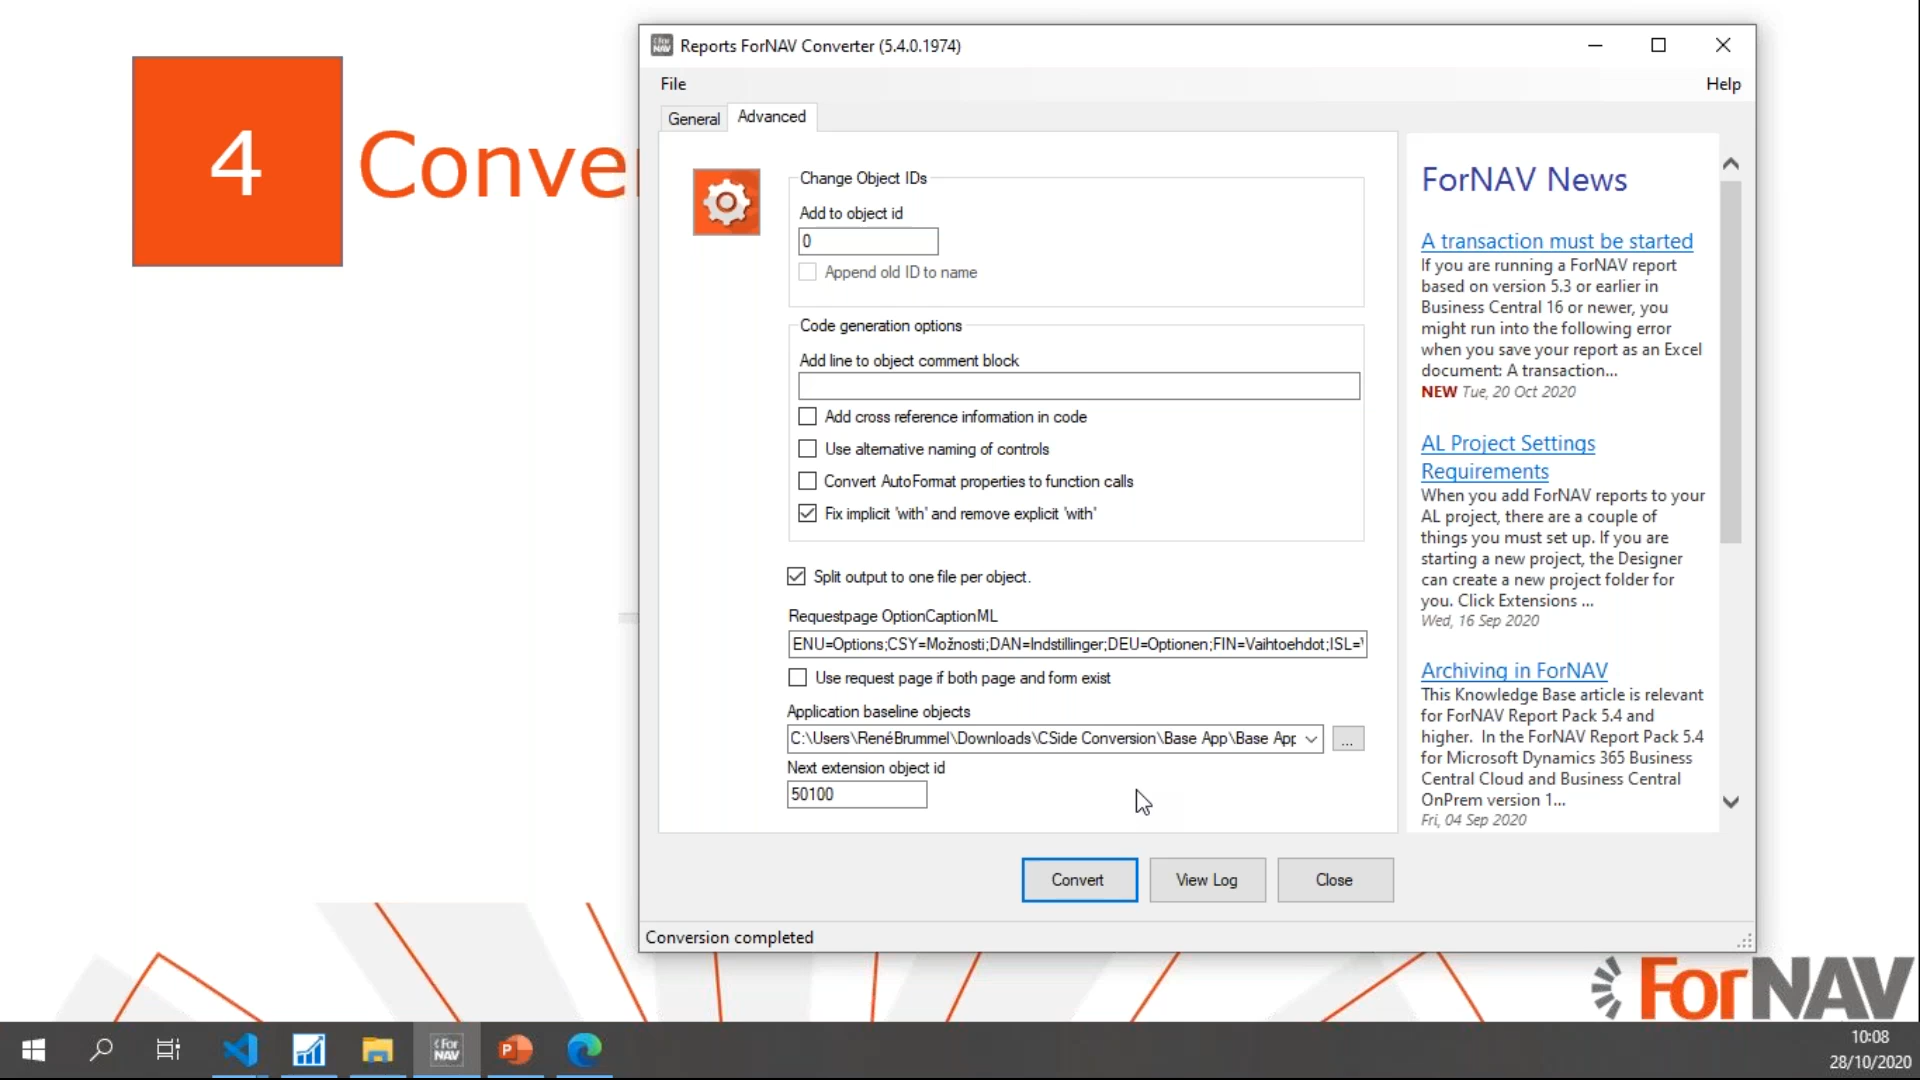 4
Conver
Reports ForNAV Converter (5.4.0.1974)
File
Help
General
Advanced
Change Object IDs
Add to object id
0
Append old ID to name
Code generation options
Add line to object comment block
Add cross reference information in code
Use alternative naming of controls
Convert AutoFormat properties to function calls
Fix implicit 'with' and remove explicit 'with'
Split output to one file per object.
Requestpage OptionCaptionML
ENU=Options;CSY=Možnosti;DAN=Indstillinger;DEU=Optionen;FIN=Vaihtoehdot;ISL=
Use request page if both page and form exist
Application baseline objects
C:\Users\RenéBrummel\Downloads\CSide Conversion\Base App\Base App
...
Next extension object id
50100
ForNAV News
A transaction must be started
If you are running a ForNAV report
based on version 5.3 or earlier in
Business Central 16 or newer, you
might run into the following error
when you save your report as an Excel
document: A transaction...
NEW Tue, 20 Oct 2020
AL Project Settings
Requirements
When you add ForNAV reports to your
AL project, there are a couple of
things you must set up. If you are
starting a new project, the Designer
can create a new project folder for
you. Click Extensions ...
Wed, 16 Sep 2020
Archiving in ForNAV
This Knowledge Base article is relevant
for ForNAV Report Pack 5.4 and
higher. In the ForNAV Report Pack 5.4
for Microsoft Dynamics 365 Business
Central Cloud and Business Central
OnPrem version 1...
Fri, 04 Sep 2020
Convert
View Log
Close
Conversion completed
ForNAV
10:08
28/10/2020